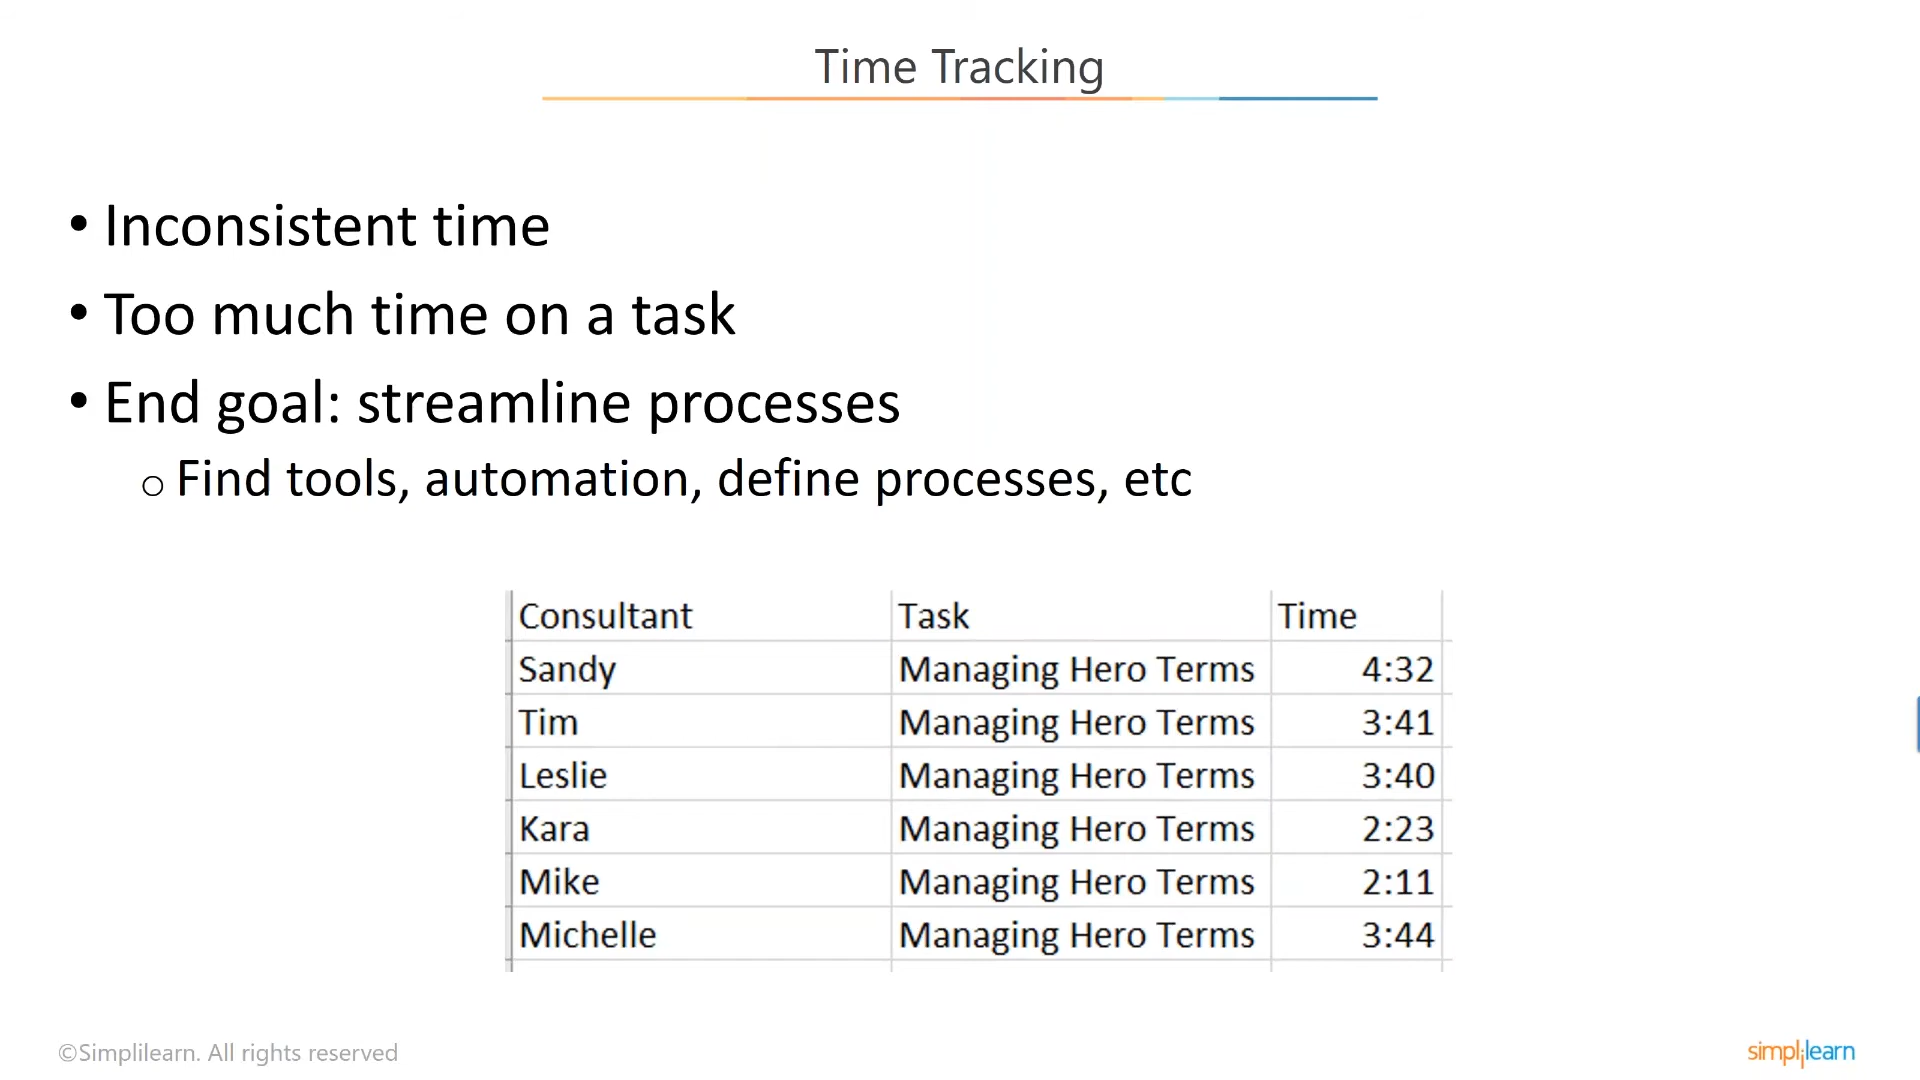 Time Tracking
• Inconsistent time
• Too much time on a task
• End goal: streamline processes
o Find tools, automation, define processes, etc
Consultant Task Time
Sandy Managing Hero Terms 4:32
Tim Managing Hero Terms 3:41
Leslie Managing Hero Terms 3:40
Kara Managing Hero Terms 2:23
Mike Managing Hero Terms 2:11
Michelle Managing Hero Terms 3:44
©Simplilearn. All rights reserved
simplilearn